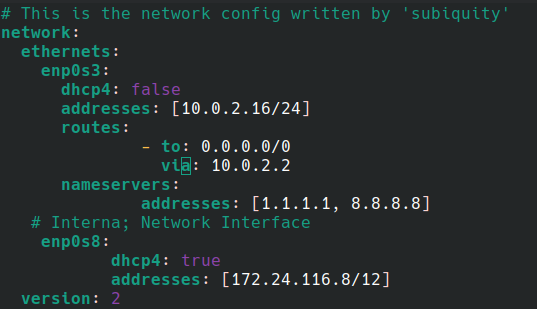 # This is the network config written by 'subiquity'
network:
  ethernets:
    enp0s3:
      dhcp4: false
      addresses: [10.0.2.16/24]
      routes:
              - to: 0.0.0.0/0
                via: 10.0.2.2
      nameservers:
              addresses: [1.1.1.1, 8.8.8.8]
   # Interna; Network Interface
    enp0s8:
           dhcp4: true
           addresses: [172.24.116.8/12]
  version: 2